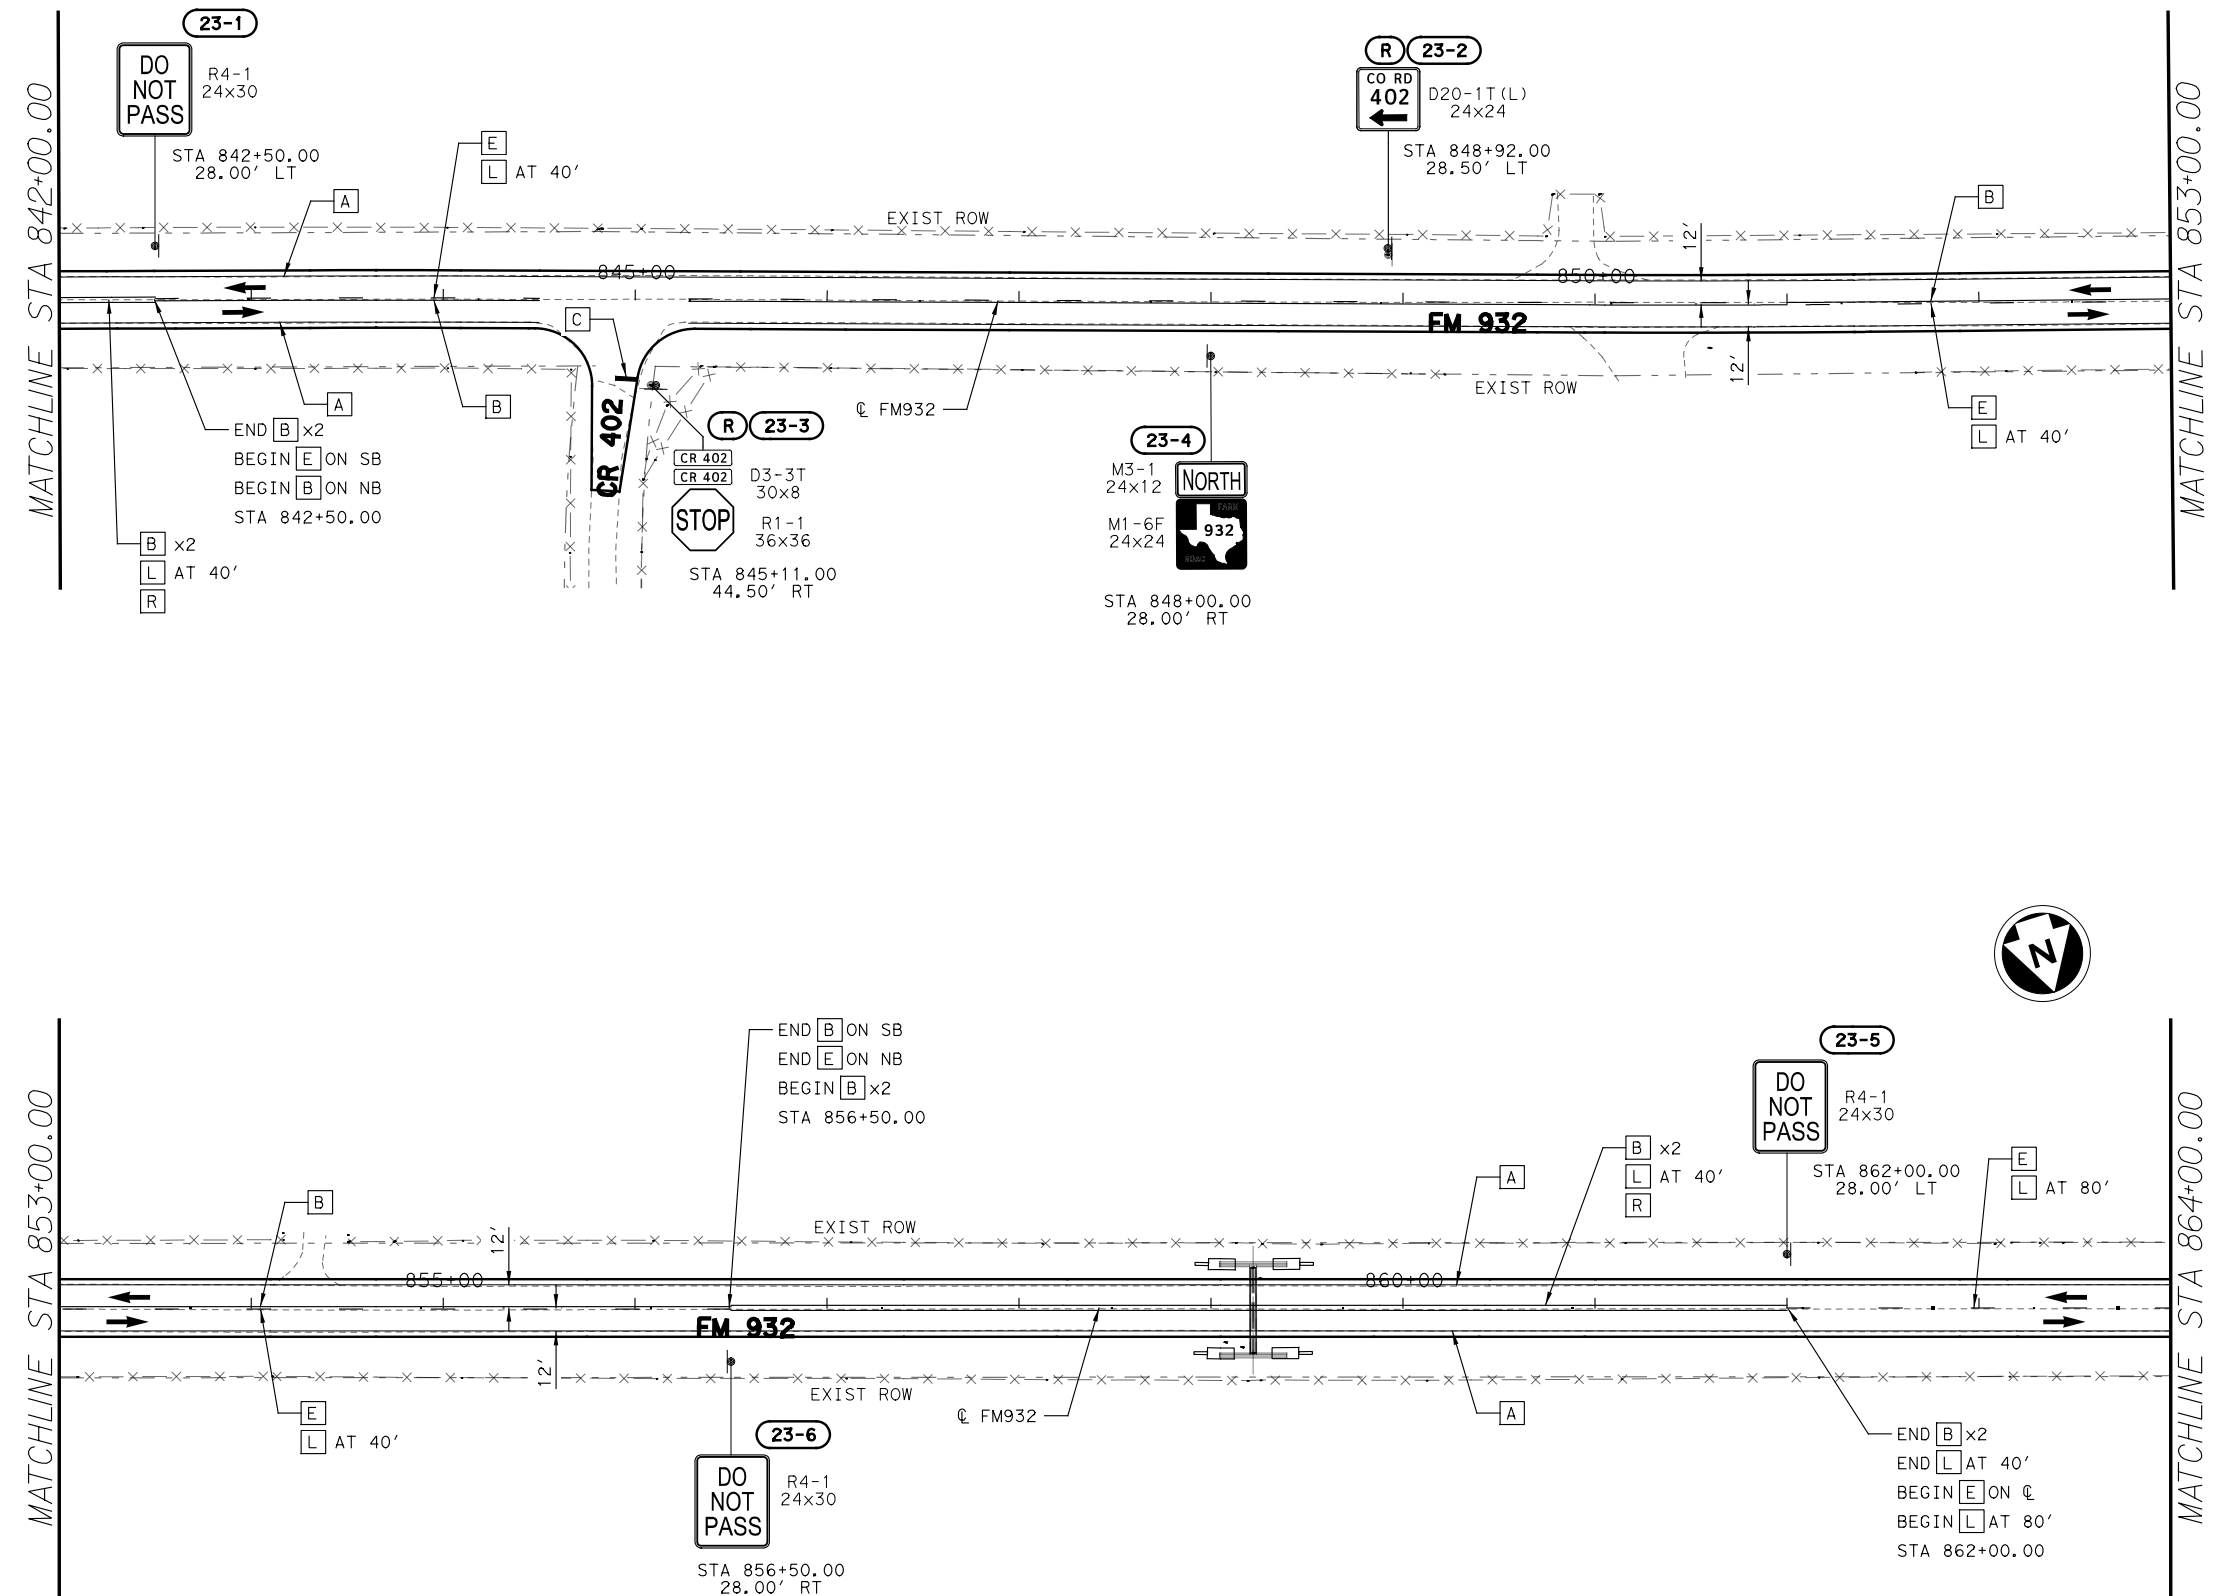 23-1
DO
NOT
PASS
R4-1
24x30
STA 842+50.00
28.00' LT
E
L AT 40'
A
R 23-2
CO RD
402
D20-1T(L)
24x24
STA 848+92.00
28.50' LT
B
EXIST ROW
12'
845+00
850+00
FM 932
MATCHLINE STA 842+00.00
MATCHLINE STA 853+00.00
C
A
B
END B x2
BEGIN E ON SB
BEGIN B ON NB
STA 842+50.00
B x2
L AT 40'
R
CR 402
R 23-3
CR 402
CR 402
D3-3T
30x8
STOP
R1-1
36x36
STA 845+11.00
44.50' RT
℄ FM932
23-4
M3-1
24x12
NORTH
M1-6F
24x24
932
STA 848+00.00
28.00' RT
EXIST ROW
12'
E
L AT 40'
N
END B ON SB
END E ON NB
BEGIN B x2
STA 856+50.00
23-5
DO
NOT
PASS
R4-1
24x30
STA 862+00.00
28.00' LT
B x2
L AT 40'
R
E
L AT 80'
A
B
EXIST ROW
12'
855+00
860+00
FM 932
MATCHLINE STA 853+00.00
MATCHLINE STA 864+00.00
12'
EXIST ROW
E
L AT 40'
℄ FM932
A
23-6
DO
NOT
PASS
R4-1
24x30
STA 856+50.00
28.00' RT
END B x2
END L AT 40'
BEGIN E ON ℄
BEGIN L AT 80'
STA 862+00.00